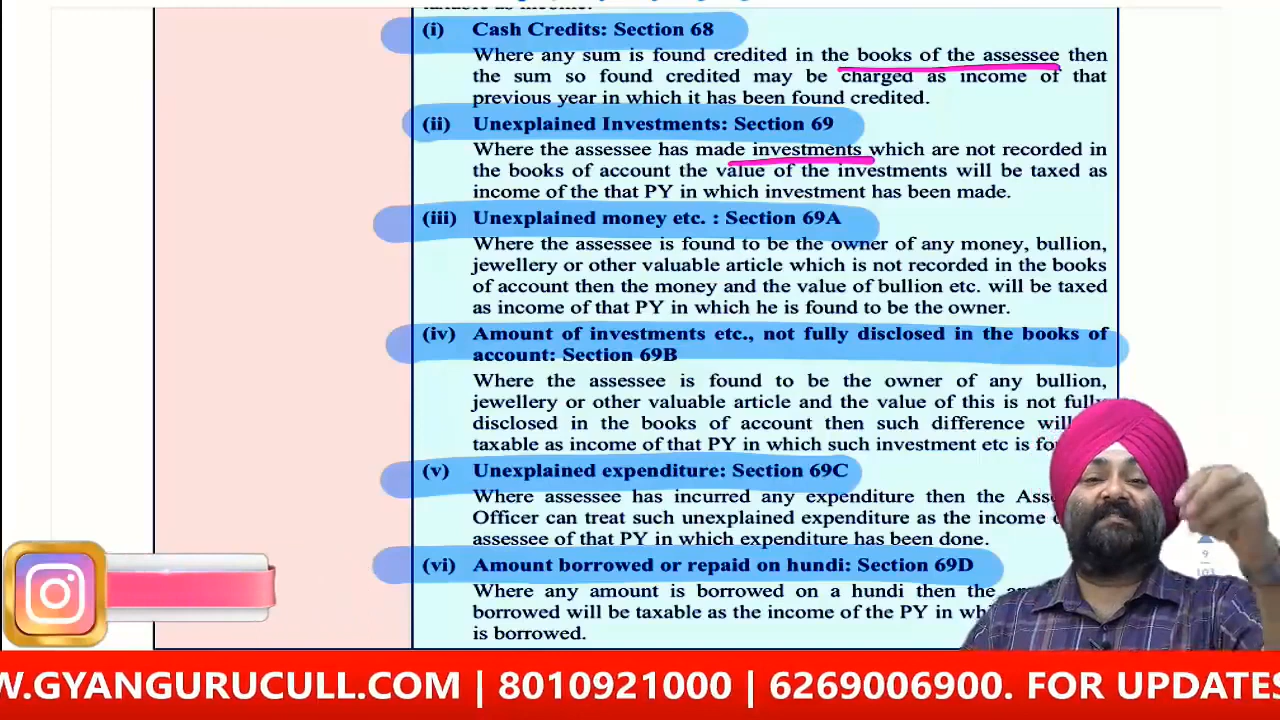 (i) Cash Credits: Section 68
Where any sum is found credited in the books of the assessee then
the sum so found credited may be charged as income of that
previous year in which it has been found credited.
(ii) Unexplained Investments: Section 69
Where the assessee has made investments which are not recorded in
the books of account the value of the investments will be taxed as
income of the that PY in which investment has been made.
(iii) Unexplained money etc. : Section 69A
Where the assessee is found to be the owner of any money, bullion,
jewellery or other valuable article which is not recorded in the books
of account then the money and the value of bullion etc. will be taxed
as income of that PY in which he is found to be the owner.
(iv) Amount of investments etc., not fully disclosed in the books of
account: Section 69B
Where the assessee is found to be the owner of any bullion,
jewellery or other valuable article and the value of this is not fully
disclosed in the books of account then such difference will
taxable as income of that PY in which such investment etc is
(v) Unexplained expenditure: Section 69C
Where assessee has incurred any expenditure then the
Officer can treat such unexplained expenditure as the income
assessee of that PY in which expenditure has been done.
(vi) Amount borrowed or repaid on hundi: Section 69D
Where any amount is borrowed on a hundi then the
borrowed will be taxable as the income of the PY in
is borrowed.
9
103
W.GYANGURUCULL.COM | 8010921000 | 6269006900. FOR UPDATES